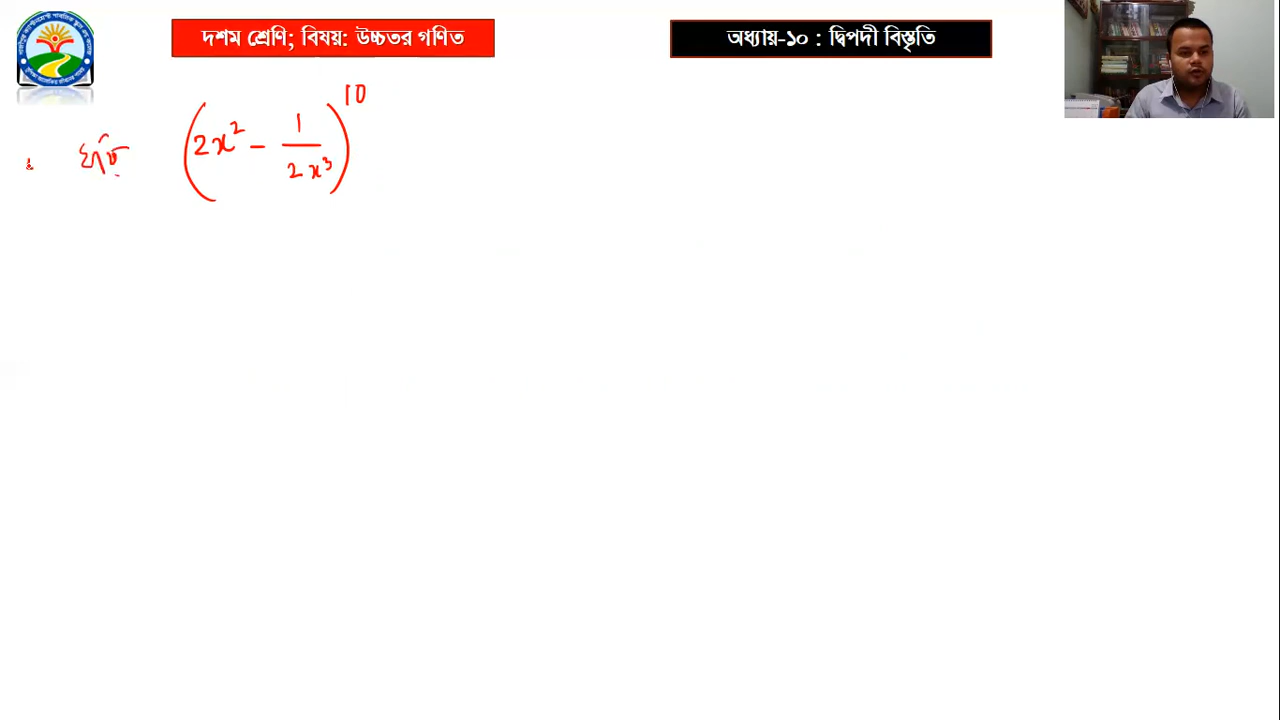 দশম শ্রেণি; বিষয়: উচ্চতর গণিত
অধ্যায়-১০ : দ্বিপদী বিস্তৃতি
(2x² - 1/2x³)¹⁰